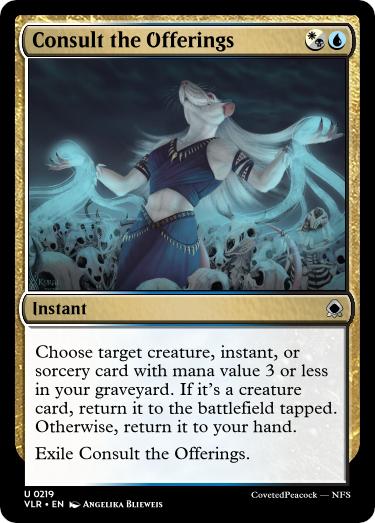 Consult the Offerings
Instant
Choose target creature, instant, or
sorcery card with mana value 3 or less
in your graveyard. If it's a creature
card, return it to the battlefield tapped.
Otherwise, return it to your hand.
Exile Consult the Offerings.
U 0219
VLR • EN Angelika Blieweis
CovetedPeacock — NFS